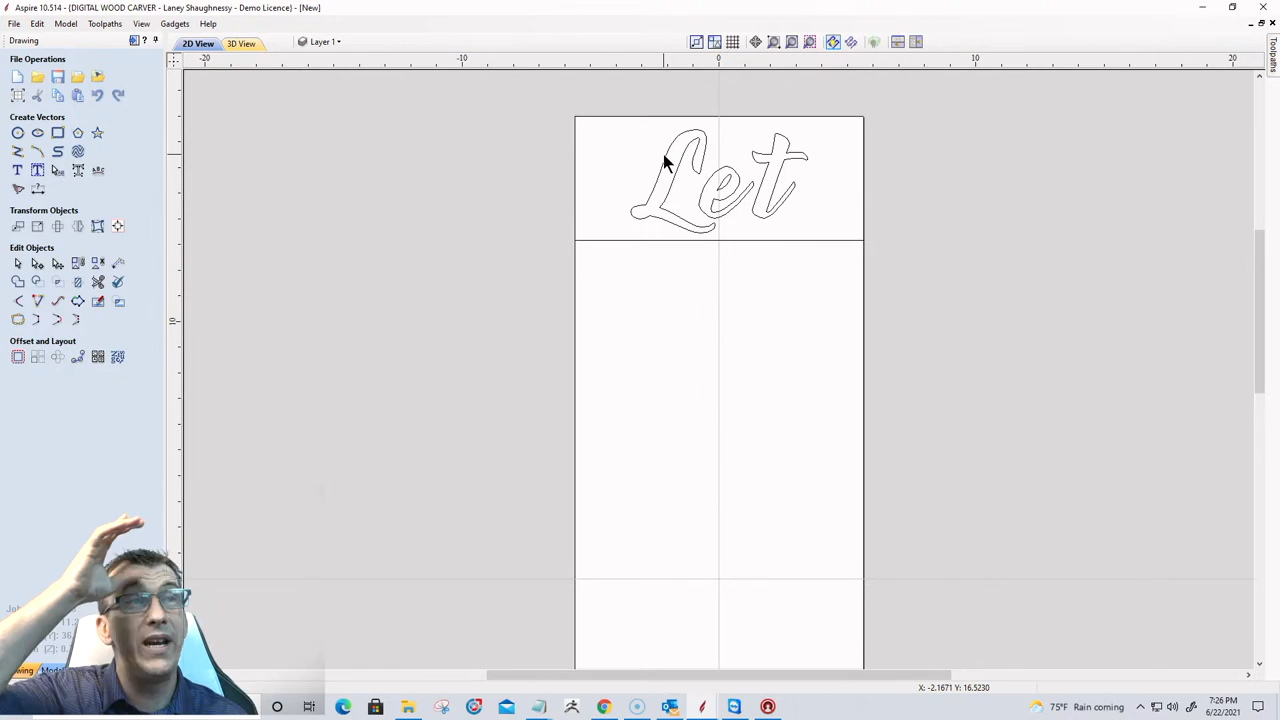 Aspire 10.514 - {DIGITAL WOOD CARVER - Laney Shaughnessy - Demo Licence} - [New]
File Edit Model Toolpaths View Gadgets Help
Drawing
2D View 3D View Layer 1
Toolpaths
-20 -10 0 10 20
File Operations
Create Vectors
Let
Transform Objects
Edit Objects
10
Offset and Layout
X: -2.1671 Y: 16.5230
75°F Rain coming
7:26 PM
6/22/2021